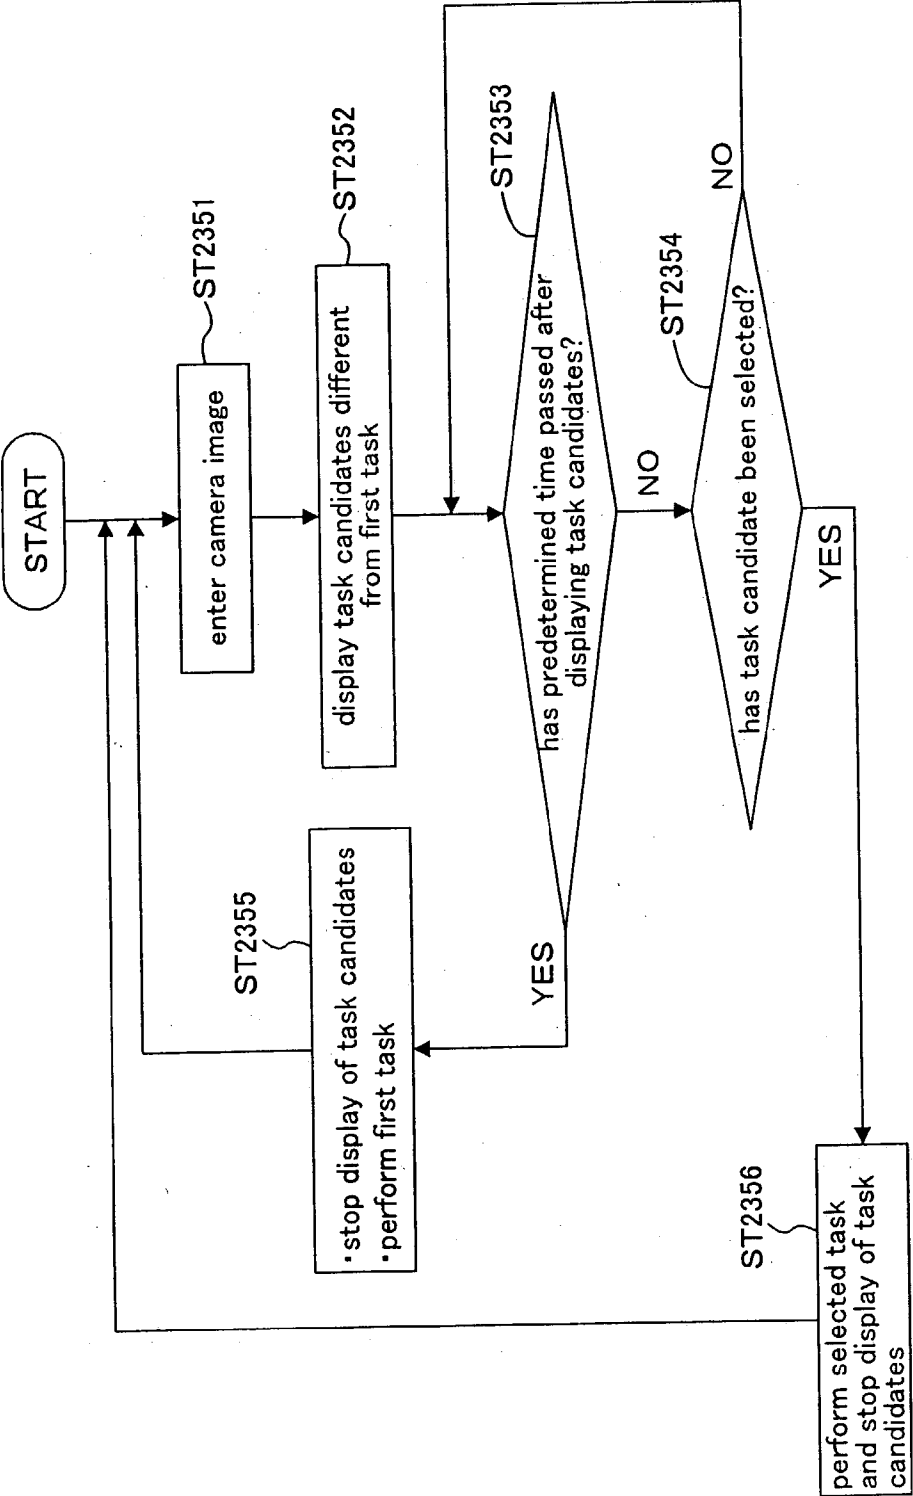 START
ST2351
enter camera image
ST2352
display task candidates different
from first task
ST2353
has predetermined time passed after
displaying task candidates?
YES
NO
ST2354
has task candidate been selected?
NO
YES
ST2355
・stop display of task candidates
・perform first task
ST2356
perform selected task
and stop display of task
candidates